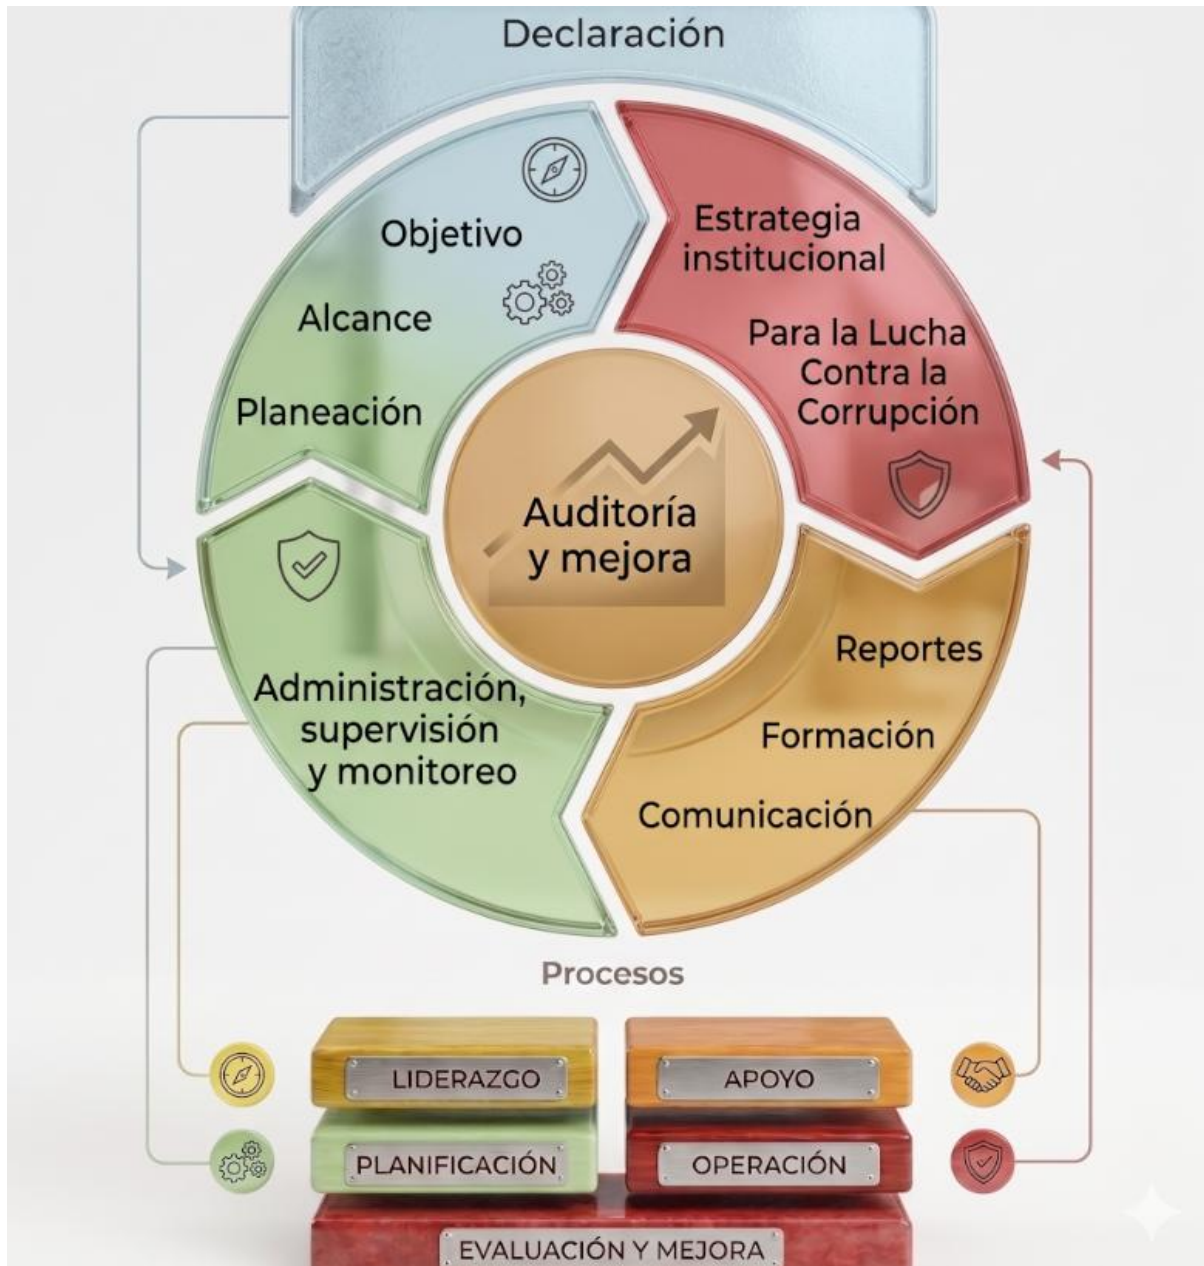 Declaración
Objetivo
Alcance
Planeación
Estrategia
institucional
Para la Lucha
Contra la
Corrupción
Auditoría
y mejora
Administración,
supervisión
y monitoreo
Reportes
Formación
Comunicación
Procesos
LIDERAZGO
APOYO
PLANIFICACIÓN
OPERACIÓN
EVALUACIÓN Y MEJORA